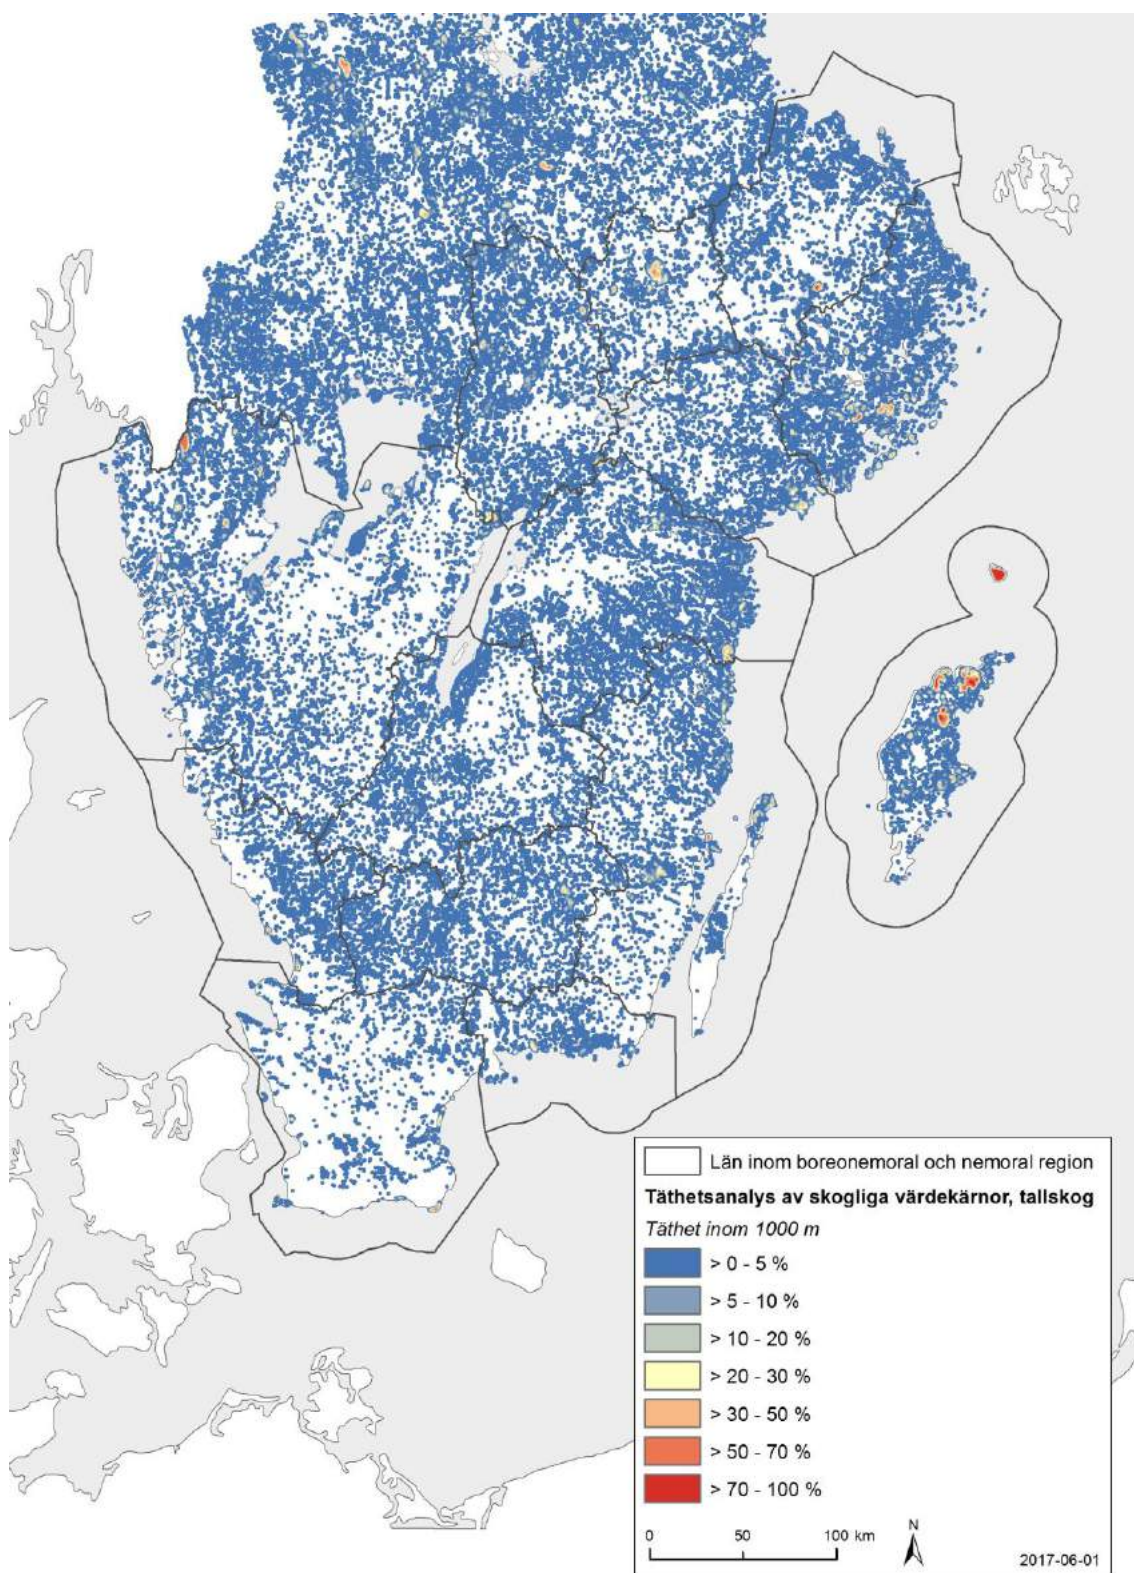 Län inom boreonemoral och nemoral region
Täthetsanalys av skogliga värdekärnor, tallskog
Täthet inom 1000 m
> 0 - 5 %
> 5 - 10 %
> 10 - 20 %
> 20 - 30 %
> 30 - 50 %
> 50 - 70 %
> 70 - 100 %
0 50 100 km
N
2017-06-01